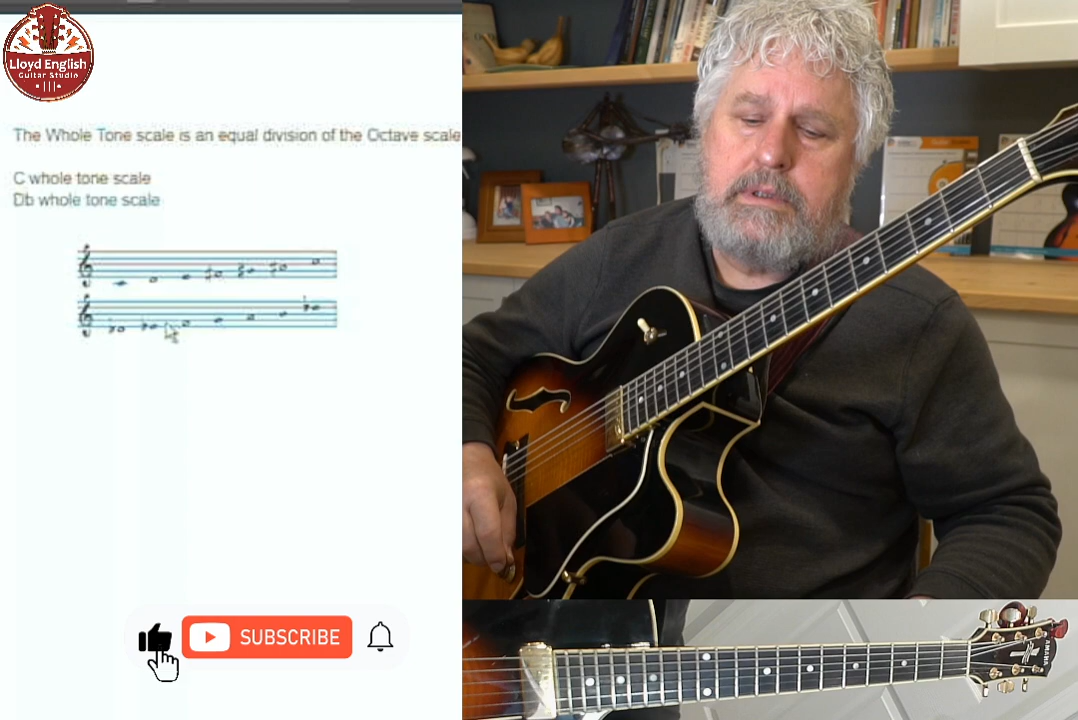 Lloyd English
Guitar Studio
The Whole Tone scale is an equal division of the Octave scale
C whole tone scale
Db whole tone scale
SUBSCRIBE